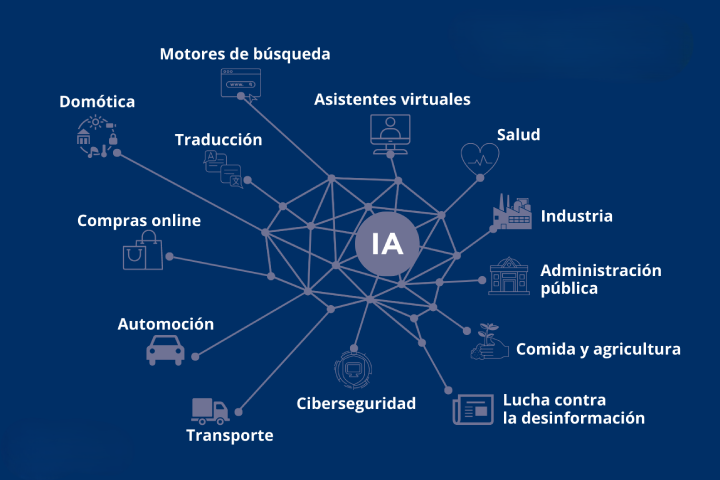 Motores de búsqueda
Domótica
Asistentes virtuales
Traducción
Salud
Compras online
Industria
IA
Administración
pública
Automoción
Comida y agricultura
Ciberseguridad
Lucha contra
la desinformación
Transporte
www.
A